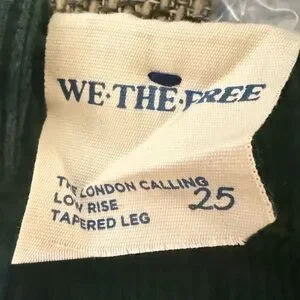 WE·THE·FREE
THE LONDON CALLING
LOW RISE 25
TAPERED LEG